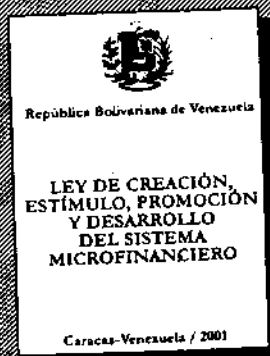 República Bolivariana de Venezuela
LEY DE CREACIÓN,
ESTÍMULO, PROMOCIÓN
Y DESARROLLO
DEL SISTEMA
MICROFINANCIERO
Caracas-Venezuela / 2001